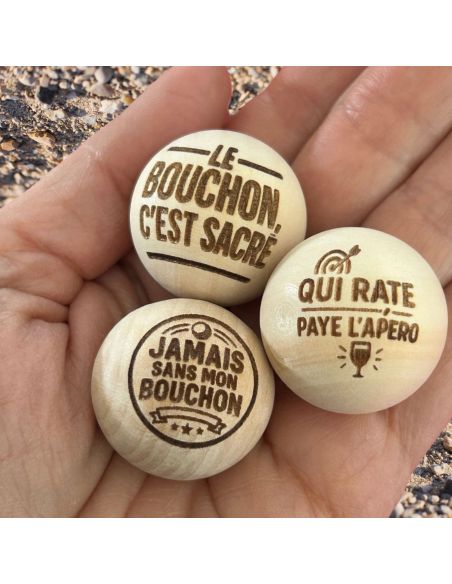 LE
BOUCHON,
C'EST SACRÉ
QUI RATE
PAYE L'APÉRO
JAMAIS
SANS MON
BOUCHON